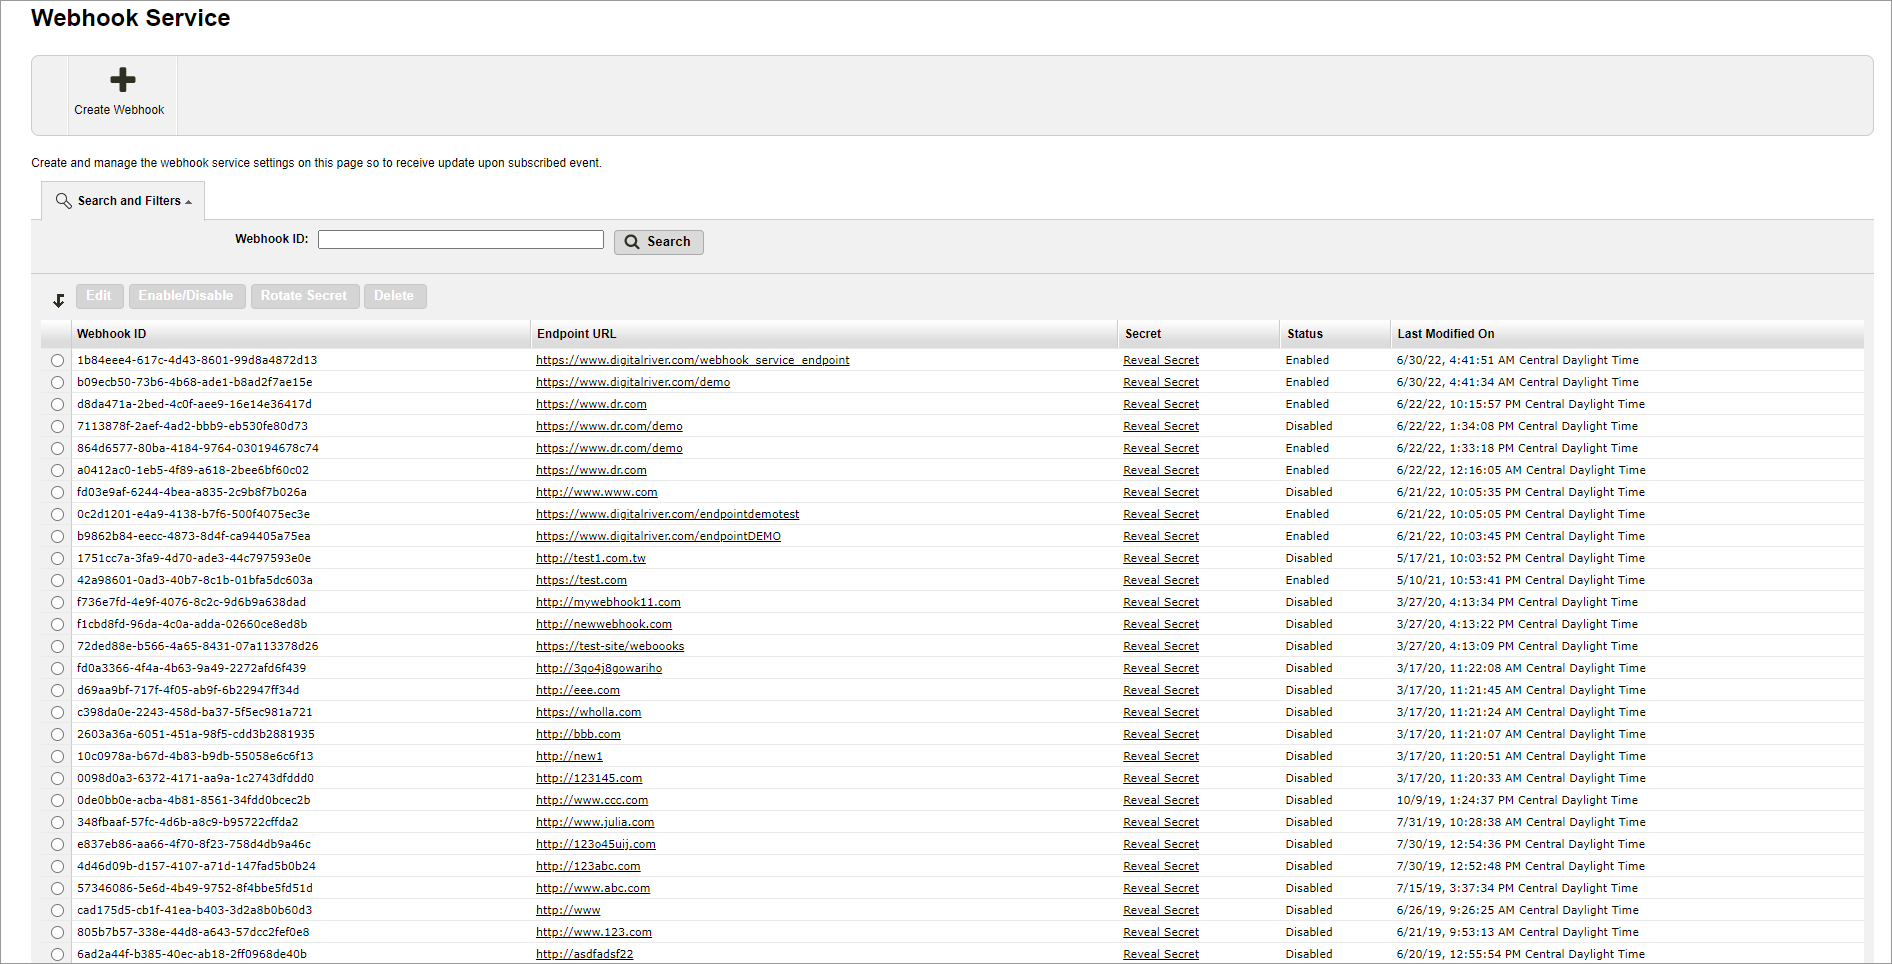 Webhook Service
Create Webhook
Create and manage the webhook service settings on this page so to receive update upon subscribed event.
Search and Filters
Webhook ID: Search
Edit Enable/Disable Rotate Secret Delete
Webhook ID Endpoint URL Secret Status Last Modified On
1b84eee4-617c-4d43-8601-99d8a4872d13 https://www.digitalriver.com/webhook_service_endpoint Reveal Secret Enabled 6/30/22, 4:41:51 AM Central Daylight Time
b09ecb50-73b6-4b68-ade1-b8ad2f7ae15e https://www.digitalriver.com/demo Reveal Secret Enabled 6/30/22, 4:41:34 AM Central Daylight Time
d8da471a-2bed-4c0f-aee9-16e14e36417d https://www.dr.com Reveal Secret Enabled 6/22/22, 10:15:57 PM Central Daylight Time
7113878f-2aef-4ad2-bbb9-eb530fe80d73 https://www.dr.com/demo Reveal Secret Disabled 6/22/22, 1:34:08 PM Central Daylight Time
864d6577-80ba-4184-9764-030194678c74 https://www.dr.com/demo Reveal Secret Enabled 6/22/22, 1:33:18 PM Central Daylight Time
a0412ac0-1eb5-4f89-a618-2bee6bf60c02 https://www.dr.com Reveal Secret Enabled 6/22/22, 12:16:05 AM Central Daylight Time
fd03e9af-6244-4bea-a835-2c9b8f7b026a http://www.www.com Reveal Secret Disabled 6/21/22, 10:05:35 PM Central Daylight Time
0c2d1201-e4a9-4138-b7f6-500f4075ec3e https://www.digitalriver.com/endpointdemotest Reveal Secret Enabled 6/21/22, 10:05:05 PM Central Daylight Time
b9862b84-eecc-4873-8d4f-ca94405a75ea https://www.digitalriver.com/endpointDEMO Reveal Secret Enabled 6/21/22, 10:03:45 PM Central Daylight Time
1751cc7a-3fa9-4d70-ade3-44c797593e0e http://test1.com.tw Reveal Secret Disabled 5/17/21, 10:03:52 PM Central Daylight Time
42a98601-0ad3-40b7-8c1b-01bfa5dc603a https://test.com Reveal Secret Enabled 5/10/21, 10:53:41 PM Central Daylight Time
f736e7fd-4e9f-4076-8c2c-9d6b9a638dad http://mywebhook11.com Reveal Secret Disabled 3/27/20, 4:13:34 PM Central Daylight Time
f1cbd8fd-96da-4c0a-adda-02660ce8ed8b http://newwebhook.com Reveal Secret Disabled 3/27/20, 4:13:22 PM Central Daylight Time
72ded88e-b566-4a65-8431-07a113378d26 https://test-site/weboooks Reveal Secret Disabled 3/27/20, 4:13:09 PM Central Daylight Time
fd0a3366-4f4a-4b63-9a49-2272afd6f439 http://3qo4j8gowariho Reveal Secret Disabled 3/17/20, 11:22:08 AM Central Daylight Time
d69aa9bf-717f-4f05-ab9f-6b22947ff34d http://eee.com Reveal Secret Disabled 3/17/20, 11:21:45 AM Central Daylight Time
c398da0e-2243-458d-ba37-5f5ec981a721 https://wholla.com Reveal Secret Disabled 3/17/20, 11:21:24 AM Central Daylight Time
2603a36a-6051-451a-98f5-cdd3b2881935 http://bbb.com Reveal Secret Disabled 3/17/20, 11:21:07 AM Central Daylight Time
10c0978a-b67d-4b83-b9db-55058e6c6f13 http://new1 Reveal Secret Disabled 3/17/20, 11:20:51 AM Central Daylight Time
0098d0a3-6372-4171-aa9a-1c2743dfddd0 http://123145.com Reveal Secret Disabled 3/17/20, 11:20:33 AM Central Daylight Time
0de0bb0e-acba-4b81-8561-34fdd0bcec2b http://www.ccc.com Reveal Secret Disabled 10/9/19, 1:24:37 PM Central Daylight Time
348fbaaf-57fc-4d6b-a8c9-b95722cffda2 http://www.julia.com Reveal Secret Disabled 7/31/19, 10:28:38 AM Central Daylight Time
e837eb86-aa66-4f70-8f23-758d4db9a46c http://123o45uij.com Reveal Secret Disabled 7/30/19, 12:54:36 PM Central Daylight Time
4d46d09b-d157-4107-a71d-147fad5b0b24 http://123abc.com Reveal Secret Disabled 7/30/19, 12:52:48 PM Central Daylight Time
57346086-5e6d-4b49-9752-8f4bbe5fd51d http://www.abc.com Reveal Secret Disabled 7/15/19, 3:37:34 PM Central Daylight Time
cad175d5-cb1f-41ea-b403-3d2a8b0b60d3 http://www Reveal Secret Disabled 6/26/19, 9:26:25 AM Central Daylight Time
805b7b57-338e-44d8-a643-57dcc2fef0e8 http://www.123.com Reveal Secret Disabled 6/21/19, 9:53:13 AM Central Daylight Time
6ad2a44f-b385-40ec-ab18-2ff0968de40b http://asdfadsf22 Reveal Secret Disabled 6/20/19, 12:55:54 PM Central Daylight Time